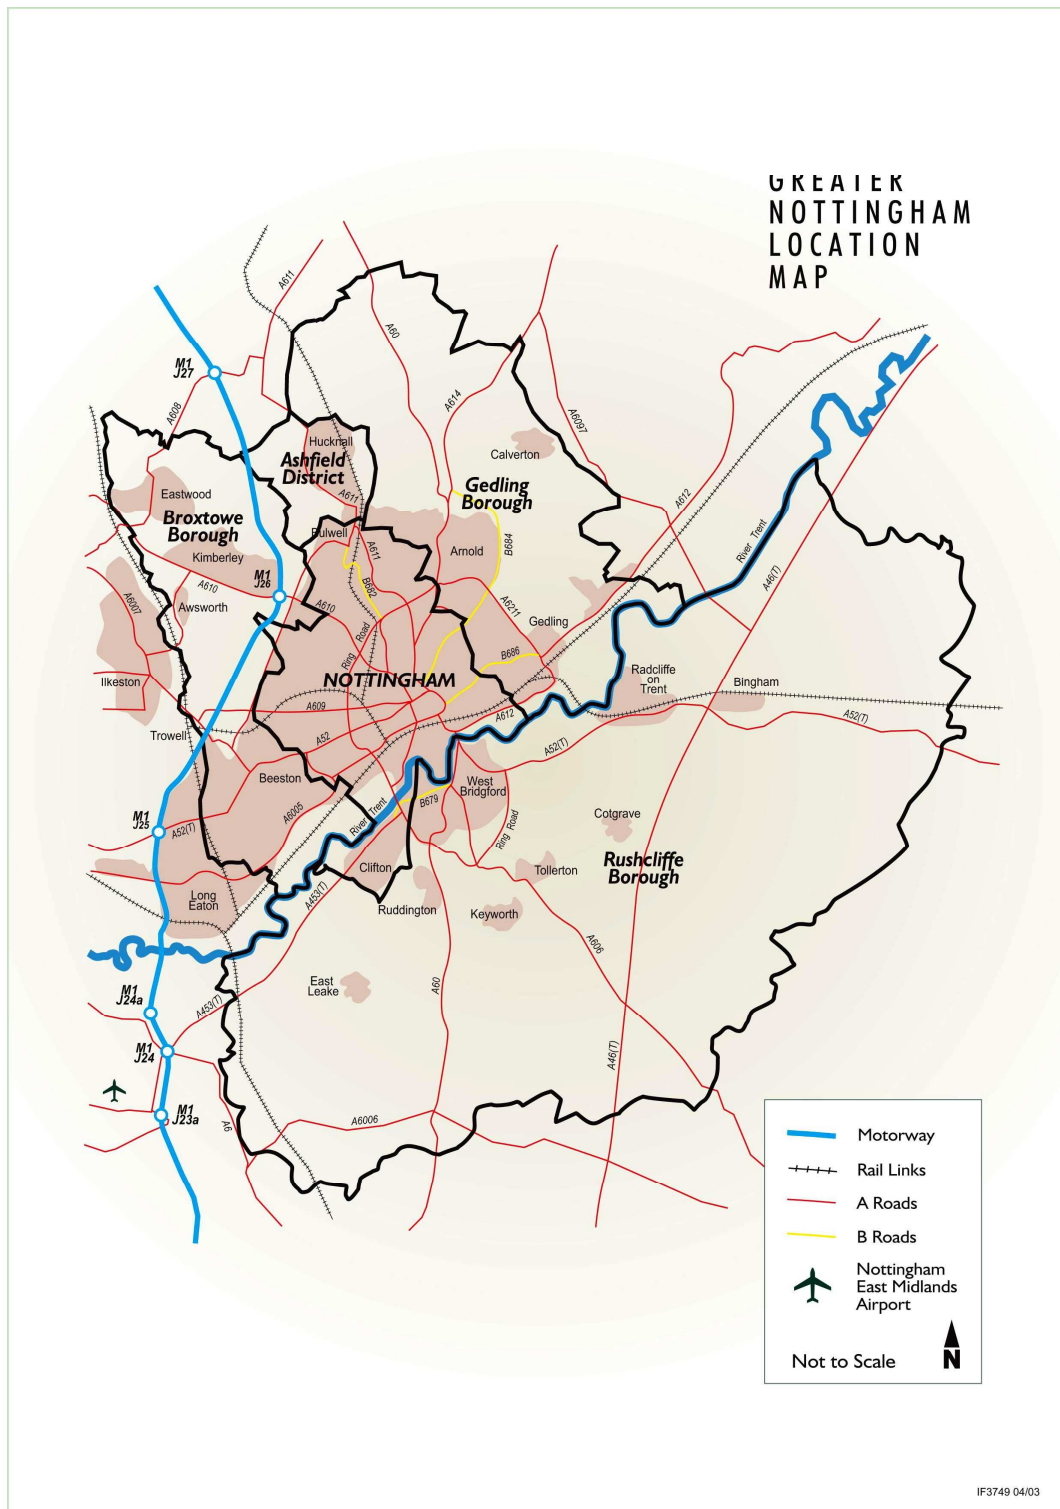 GREATER
NOTTINGHAM
LOCATION
MAP
A611
A60
M1
J27
A614
A608
A6097
Hucknall
Ashfield
District
Calverton
Gedling
Borough
A612
A611
Eastwood
Broxtowe
Borough
River Trent
Bulwell
A611
Arnold
B684
Kimberley
M1
J26
A610
B682
A46(T)
A6007
Awsworth
A610
A6211
Gedling
Ring Road
B686
Radcliffe
on
Trent
Ilkeston
NOTTINGHAM
Bingham
A609
A612
A52(T)
Trowell
A52
A52(T)
Beeston
West
Bridgford
B679
M1
J25
A52(T)
A6005
River Trent
Ring Road
Cotgrave
Rushcliffe
Borough
Clifton
Tollerton
Long
Eaton
A453(T)
Ruddington
Keyworth
A606
East
Leake
A60
M1
J24a
A453(T)
M1
J24
A46(T)
M1
J23a
A6
A6006
Motorway
Rail Links
A Roads
B Roads
Nottingham
East Midlands
Airport
Not to Scale
N
IF3749 04/03